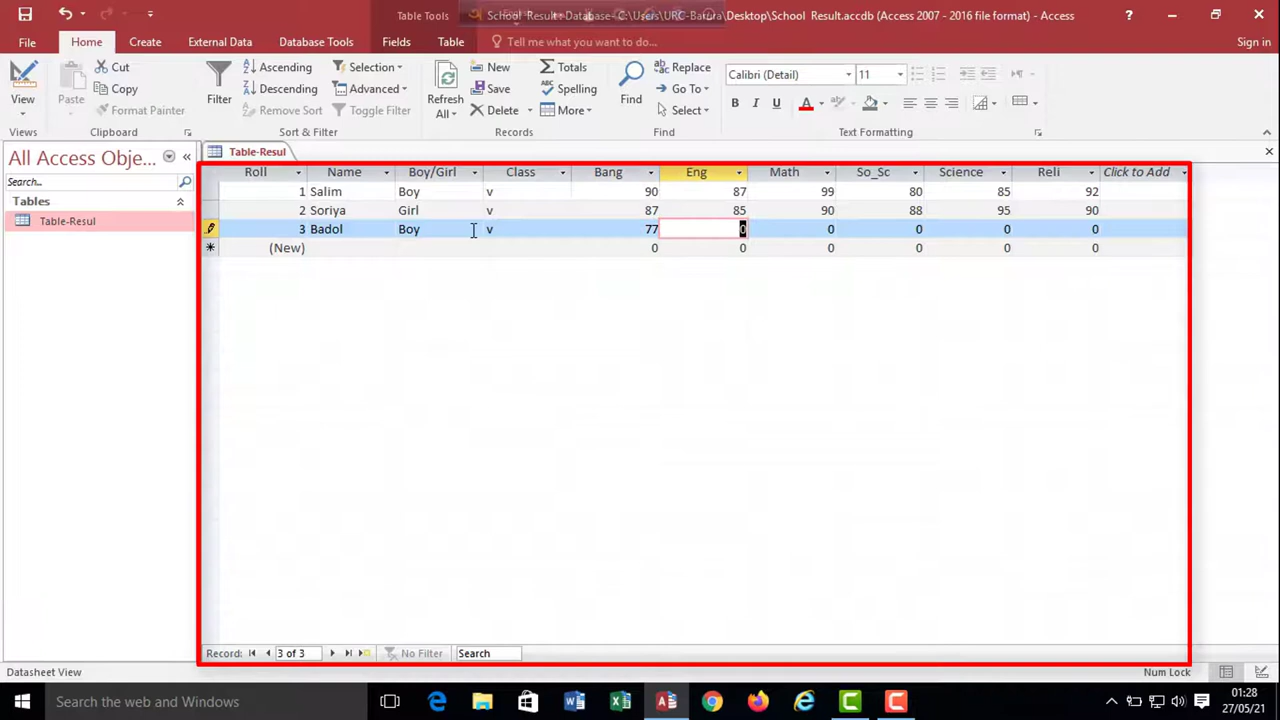 Table Tools
School Result-Database- C:\Users\URC-Batura\Desktop\School Result.accdb (Access 2007 - 2016 file format) - Access
?
File Home Create External Data Database Tools Fields Table Tell me what you want to do... Sign in
View
Views
Paste
Cut
Copy
Format Painter
Clipboard
Filter
Ascending
Descending
Remove Sort
Selection
Advanced
Toggle Filter
Sort & Filter
Refresh
All
New
Save
Delete
Totals
Spelling
More
Records
Find
Replace
Go To
Select
Find
Calibri (Detail) 11
B I U A ab
Text Formatting
All Access Obje...
Search...
Tables
Table-Resul
Table-Resul
Roll Name Boy/Girl Class Bang Eng Math So_Sc Science Reli Click to Add
1 Salim Boy v 90 87 99 80 85 92
2 Soriya Girl v 87 85 90 88 95 90
3 Badol Boy v 77 0 0 0 0 0
(New) 0 0 0 0 0 0
Record: 3 of 3 No Filter Search
Datasheet View Num Lock
Search the web and Windows
01:28
27/05/21